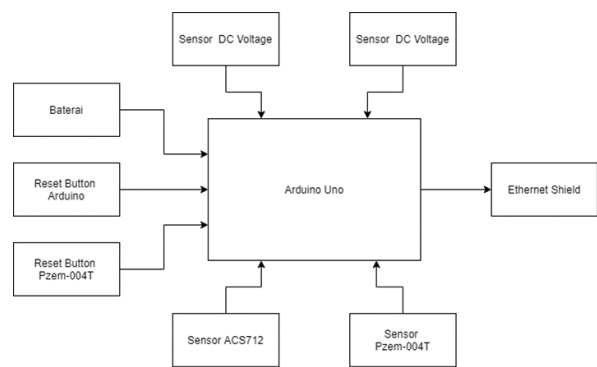 Sensor DC Voltage
Sensor DC Voltage
Baterai
Reset Button
Arduino
Arduino Uno
Ethernet Shield
Reset Button
Pzem-004T
Sensor ACS712
Sensor
Pzem-004T